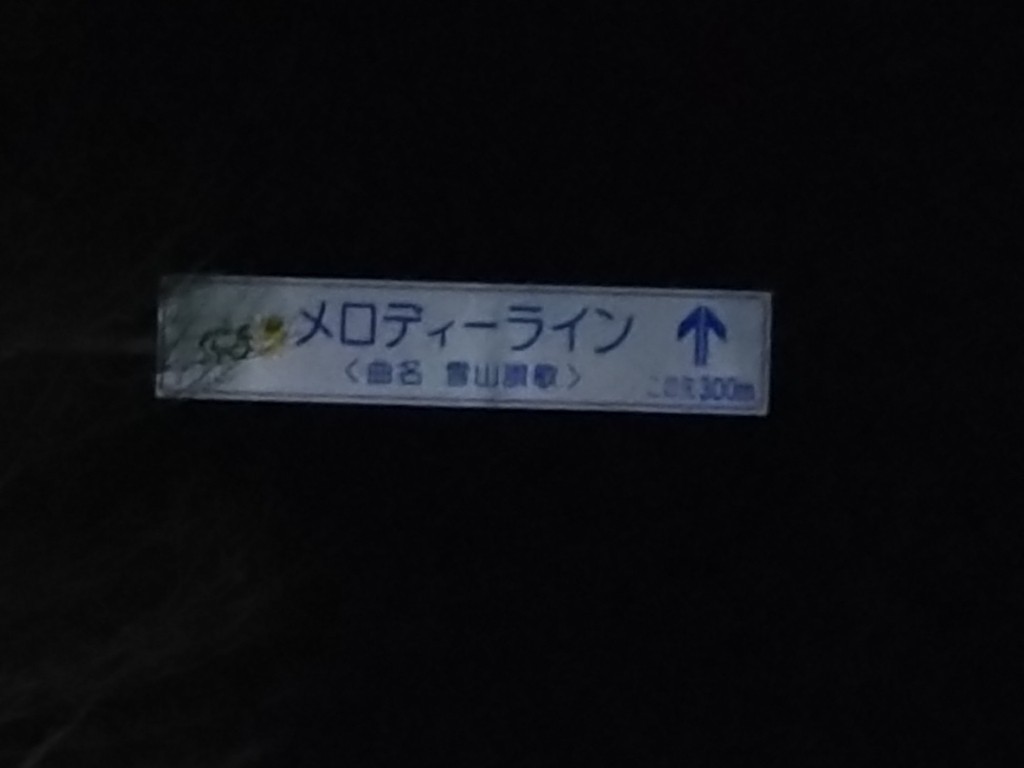 メロディーライン
〈曲名 雪山讃歌〉
この先300m